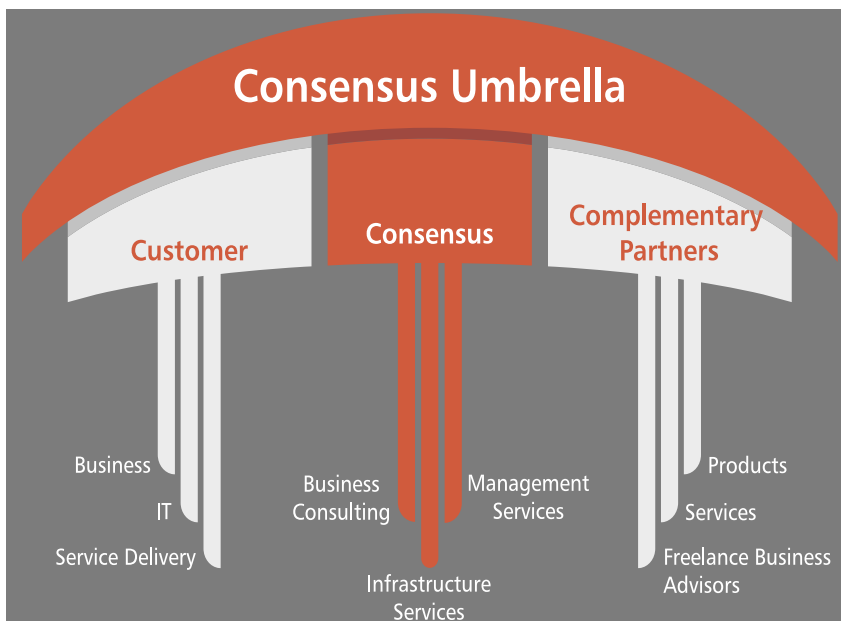 Consensus Umbrella
Customer
Consensus
Complementary
Partners
Business
IT
Service Delivery
Business
Consulting
Infrastructure
Services
Management
Services
Products
Services
Freelance Business
Advisors